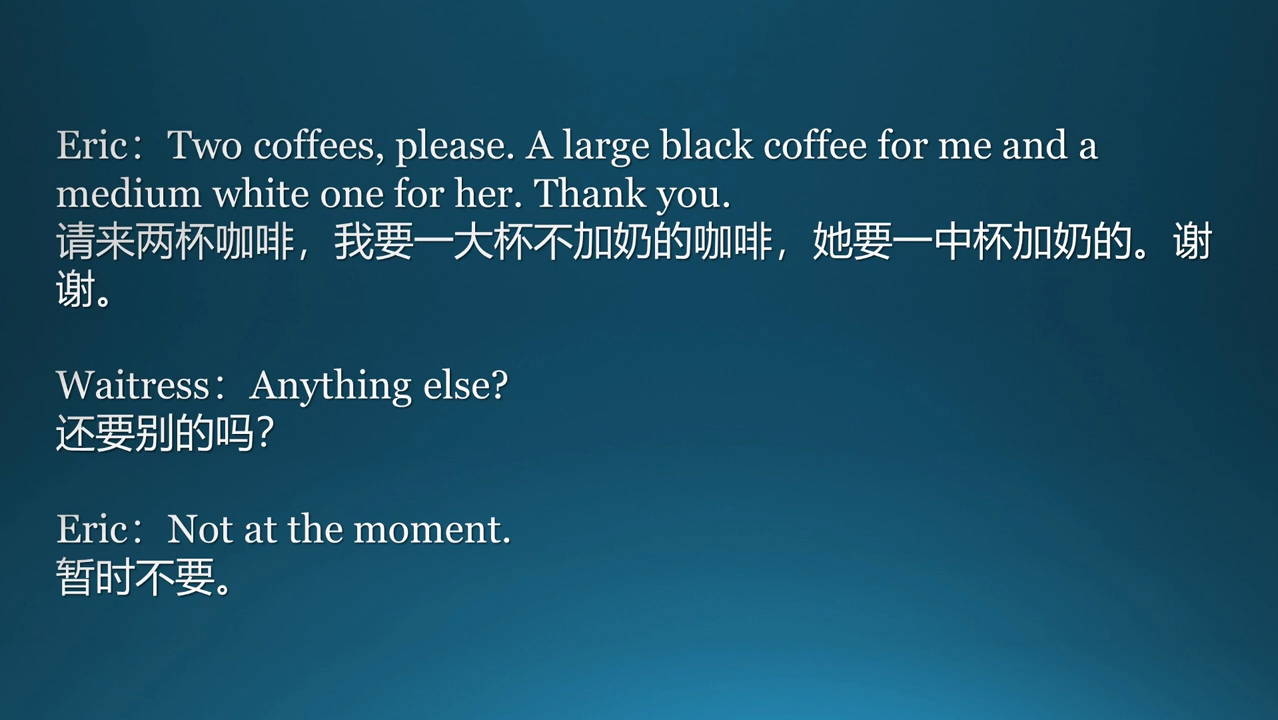 Eric：Two coffees, please. A large black coffee for me and a
medium white one for her. Thank you.
请来两杯咖啡，我要一大杯不加奶的咖啡，她要一中杯加奶的。谢
谢。
Waitress：Anything else?
还要别的吗？
Eric：Not at the moment.
暂时不要。